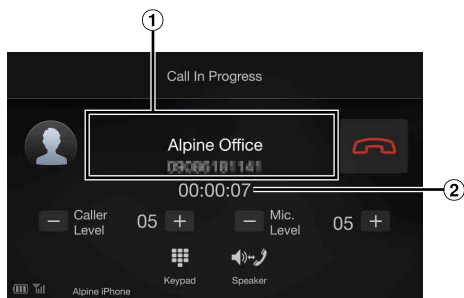 1
Call In Progress
Alpine Office
00:00:07
2
Caller Level 05
Mic. Level 05
Keypad
Speaker
Alpine iPhone